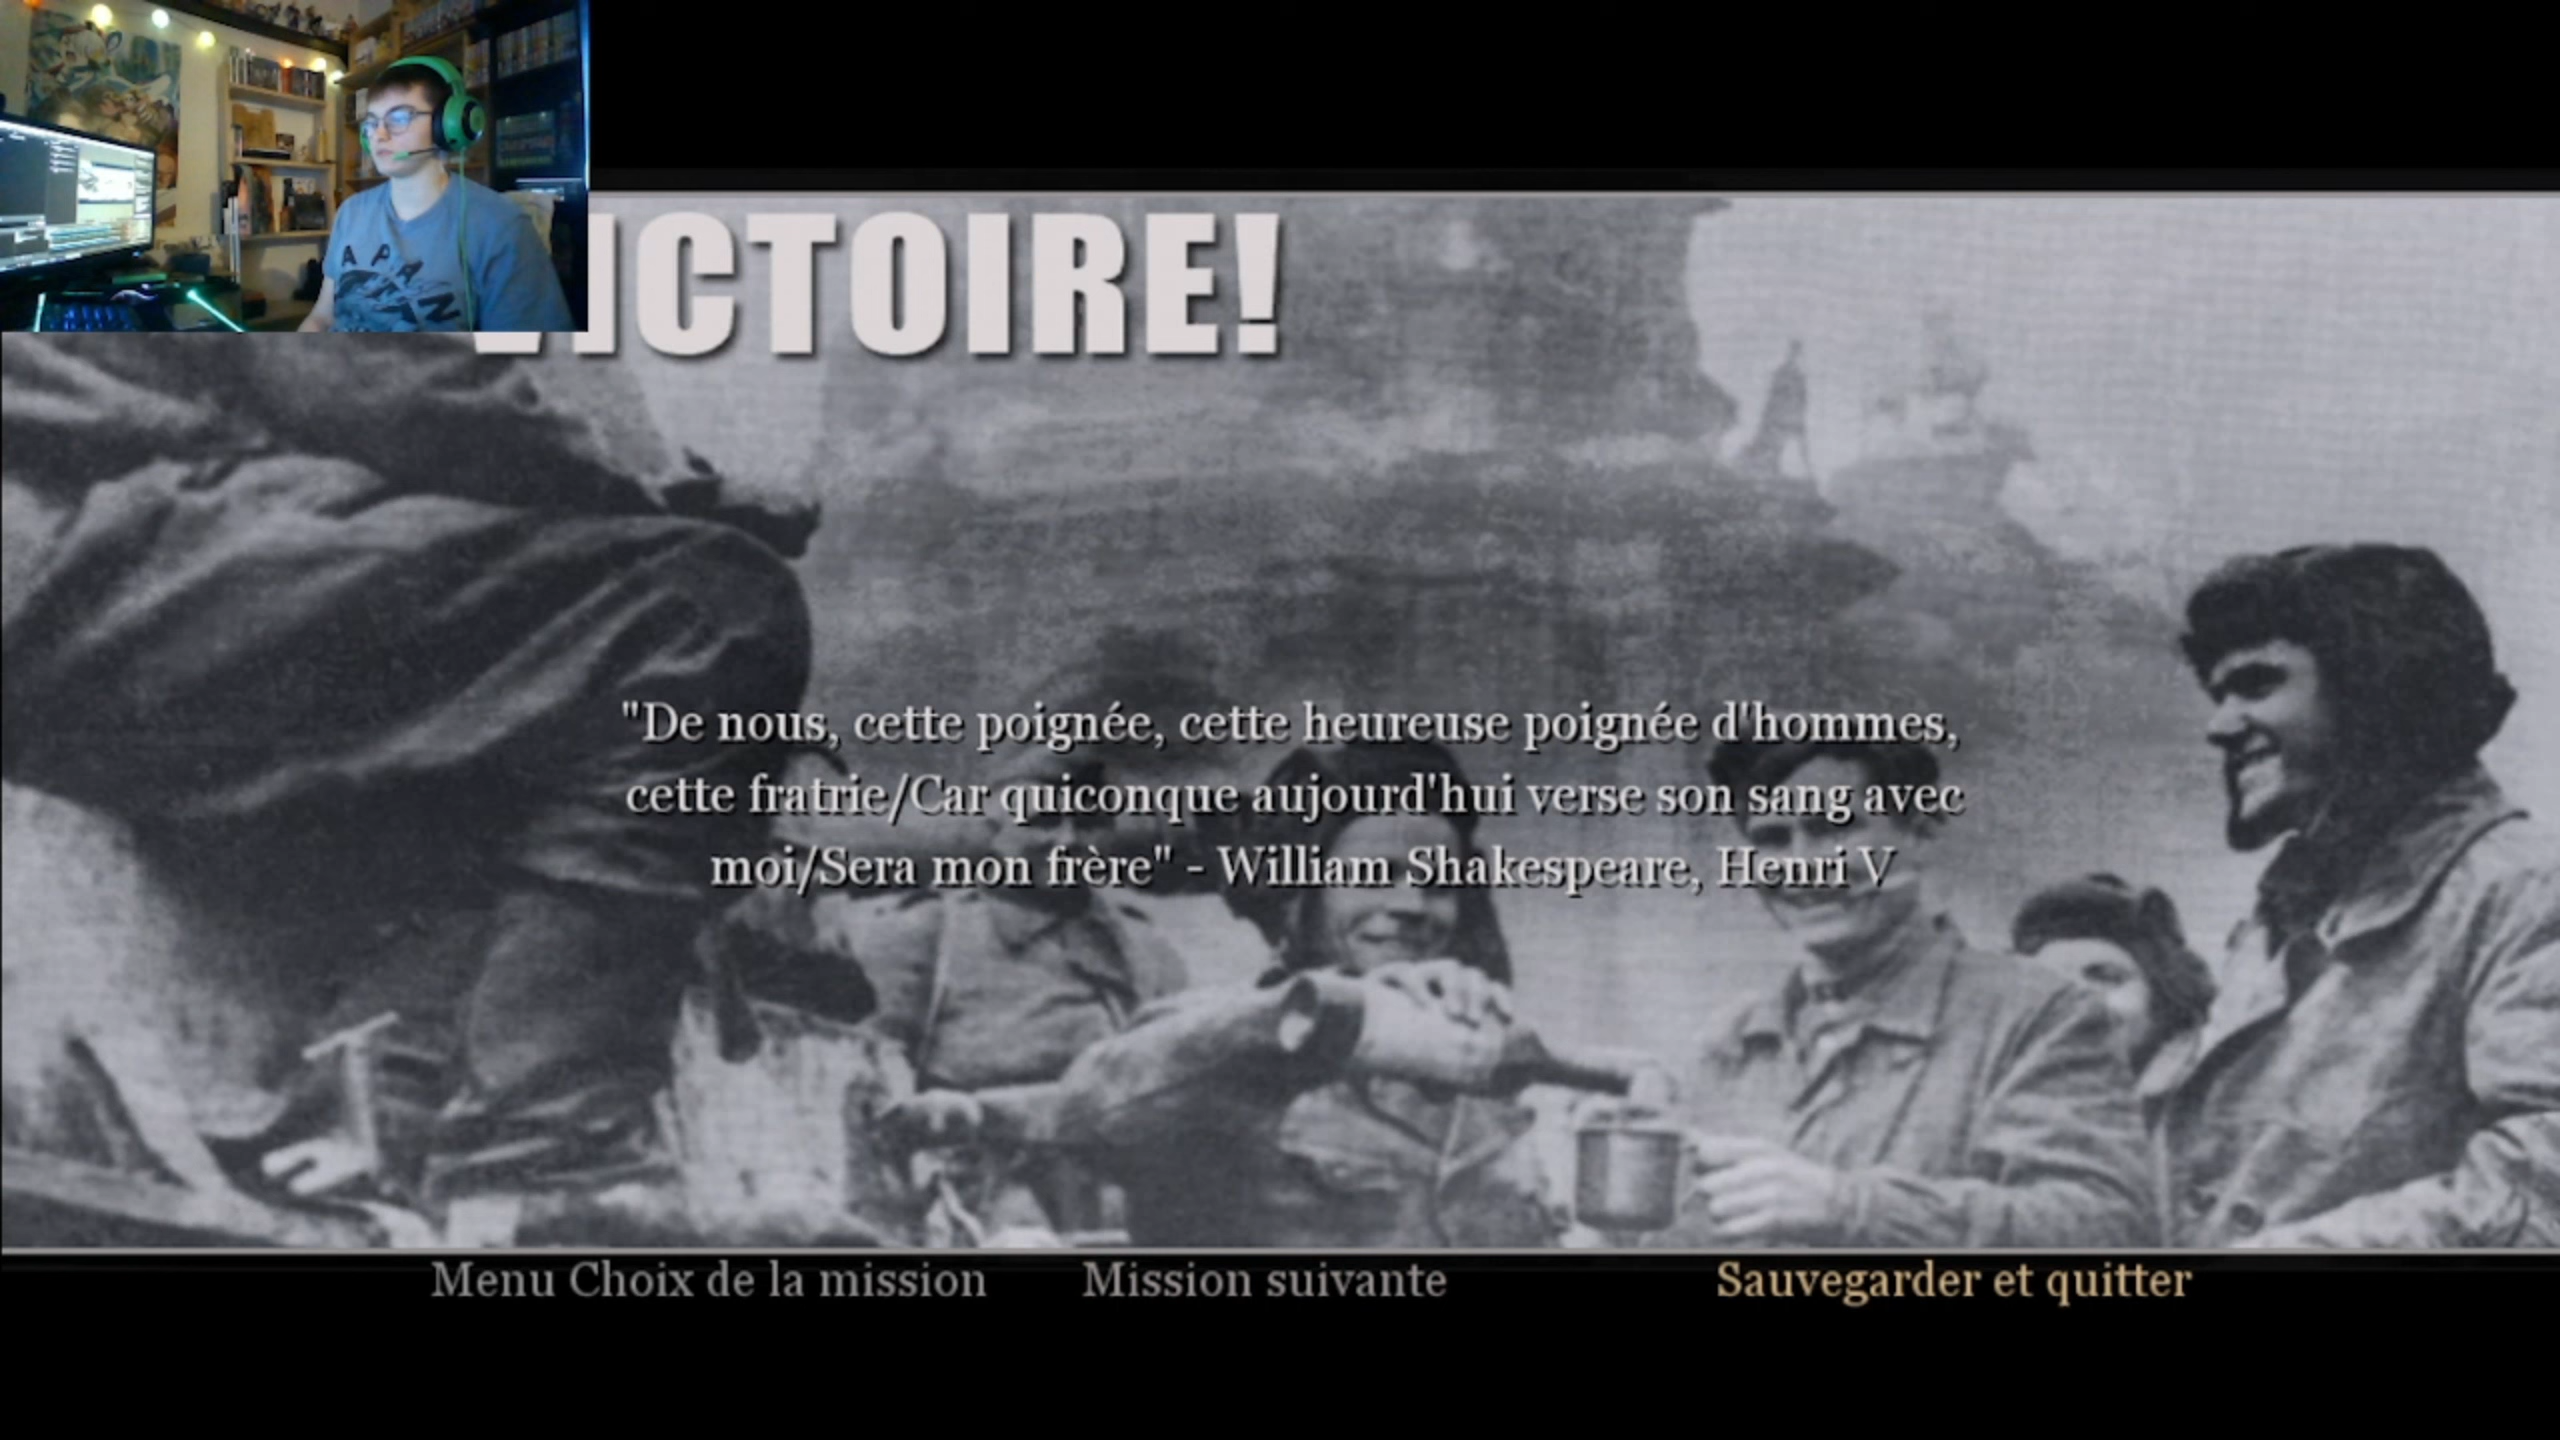 ICTOIRE!
"De nous, cette poignée, cette heureuse poignée d'hommes,
cette fratrie/Car quiconque aujourd'hui verse son sang avec
moi/Sera mon frère" - William Shakespeare, Henri V
Menu Choix de la mission
Mission suivante
Sauvegarder et quitter